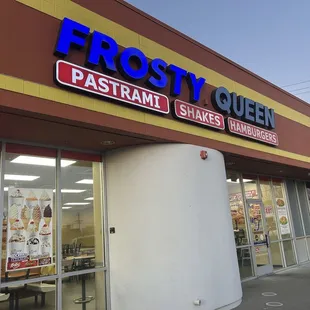 FROSTY QUEEN
PASTRAMI SHAKES HAMBURGERS